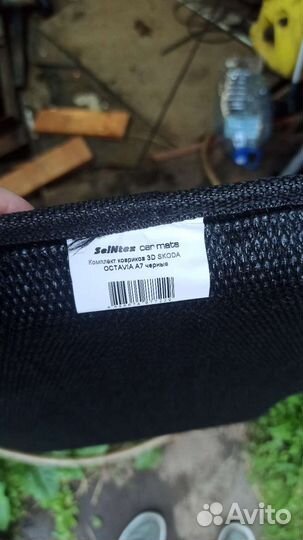 SeiNtex car mats
Комплект ковриков 3D SKODA
OCTAVIA A7 черные
Avito